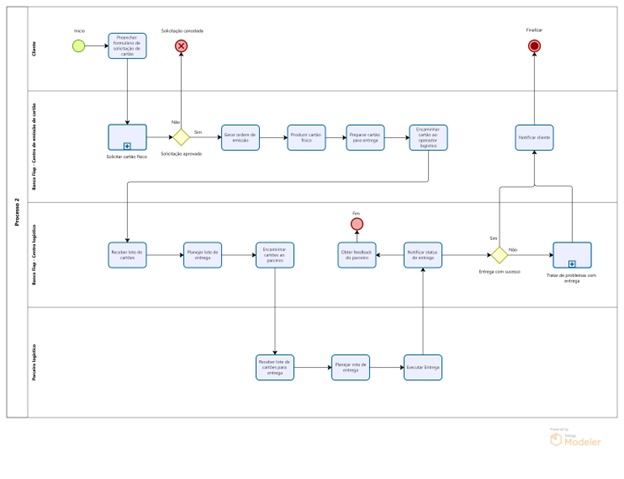 Processo 2
Cliente
Início
Preencher
formulário de
solicitação de
cartão
Solicitação cancelada
Finalizar
Banco Fiap - Centro de emissão de cartão
Solicitar cartão físico
Não
Sim
Solicitação aprovada
Gerar ordem de
emissão
Produzir cartão
físico
Preparar cartão
para entrega
Encaminhar
cartão ao
operador
logístico
Notificar cliente
Banco Fiap - Centro logístico
Receber lote de
cartões
Planejar lote de
entrega
Encaminhar
cartões ao
parceiro
Fim
Obter feedback
do parceiro
Notificar status
de entrega
Sim
Não
Entrega com sucesso
Tratar de problemas com
entrega
Parceiro logístico
Receber lote de
cartões para
entrega
Planejar rota de
entrega
Executar Entrega
Powered by
bizagi
Modeler